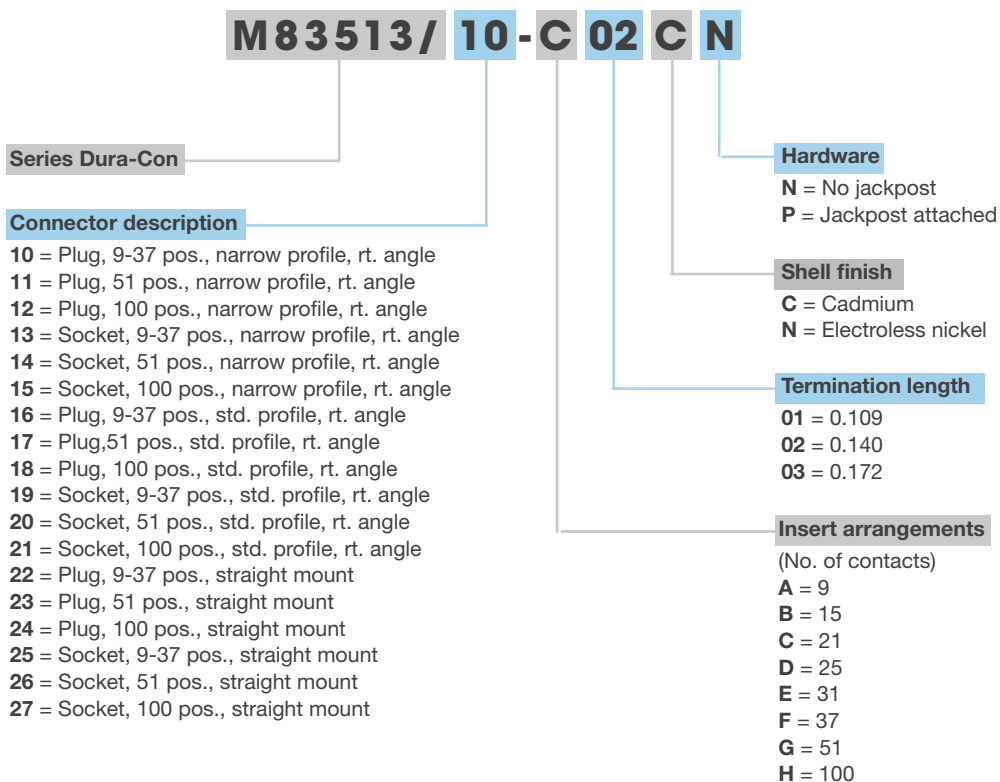 M83513/ 10-C 02 C N
Series Dura-Con
Connector description
10 = Plug, 9-37 pos., narrow profile, rt. angle
11 = Plug, 51 pos., narrow profile, rt. angle
12 = Plug, 100 pos., narrow profile, rt. angle
13 = Socket, 9-37 pos., narrow profile, rt. angle
14 = Socket, 51 pos., narrow profile, rt. angle
15 = Socket, 100 pos., narrow profile, rt. angle
16 = Plug, 9-37 pos., std. profile, rt. angle
17 = Plug,51 pos., std. profile, rt. angle
18 = Plug, 100 pos., std. profile, rt. angle
19 = Socket, 9-37 pos., std. profile, rt. angle
20 = Socket, 51 pos., std. profile, rt. angle
21 = Socket, 100 pos., std. profile, rt. angle
22 = Plug, 9-37 pos., straight mount
23 = Plug, 51 pos., straight mount
24 = Plug, 100 pos., straight mount
25 = Socket, 9-37 pos., straight mount
26 = Socket, 51 pos., straight mount
27 = Socket, 100 pos., straight mount
Hardware
N = No jackpost
P = Jackpost attached
Shell finish
C = Cadmium
N = Electroless nickel
Termination length
01 = 0.109
02 = 0.140
03 = 0.172
Insert arrangements
(No. of contacts)
A = 9
B = 15
C = 21
D = 25
E = 31
F = 37
G = 51
H = 100